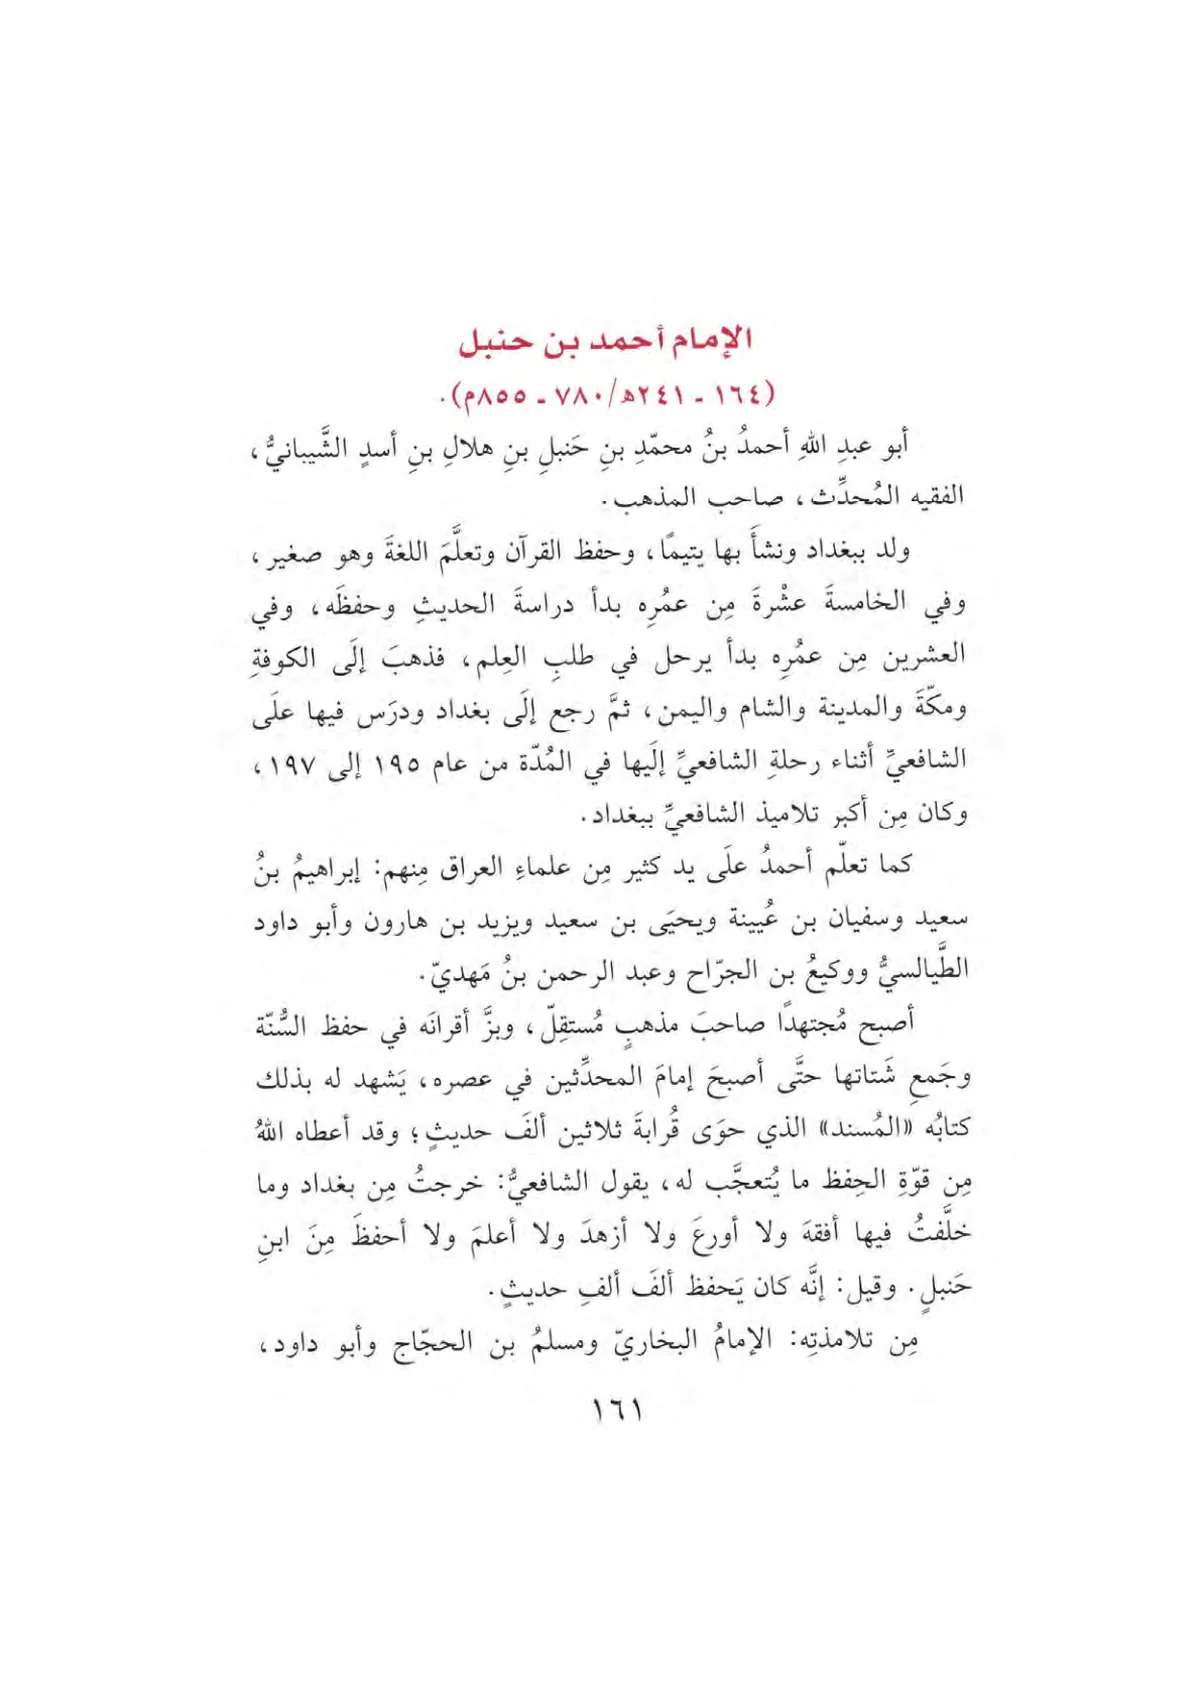 الإمام أحمد بن حنبل
(١٦٤ - ٢٤١هـ/٧٨٠ - ٨٥٥م).
أبو عبدِ اللهِ أحمدُ بنُ محمّدِ بنِ حَنبلِ بنِ هلالِ بنِ أسدٍ الشَّيبانيُّ،
الفقيه المُحدِّث، صاحب المذهب.
ولد ببغداد ونشأَ بها يتيمًا، وحفظ القرآن وتعلَّمَ اللغةَ وهو صغير،
وفي الخامسةَ عشْرةَ مِن عمُرِه بدأ دراسةَ الحديثِ وحفظَه، وفي
العشرين مِن عمُرِه بدأ يرحل في طلبِ العِلم، فذهبَ إلَى الكوفةِ
ومكّةَ والمدينة والشام واليمن، ثمَّ رجع إلَى بغداد ودرَس فيها علَى
الشافعيِّ أثناء رحلةِ الشافعيِّ إلَيها في المُدّة من عام ١٩٥ إلى ١٩٧،
وكان مِن أكبر تلاميذ الشافعيِّ ببغداد.
كما تعلّم أحمدُ علَى يد كثير مِن علماءِ العراق مِنهم: إبراهيمُ بنُ
سعيد وسفيان بن عُيينة ويحيَى بن سعيد ويزيد بن هارون وأبو داود
الطَّيالسيُّ ووكيعُ بن الجرّاح وعبد الرحمن بنُ مَهديّ.
أصبح مُجتهدًا صاحبَ مذهبٍ مُستقِلّ، وبزَّ أقرانَه في حفظ السُّنّة
وجَمعِ شَتاتها حتَّى أصبحَ إمامَ المحدِّثين في عصره، يَشهد له بذلك
كتابُه «المُسند» الذي حوَى قُرابةَ ثلاثين ألفَ حديثٍ؛ وقد أعطاه اللهُ
مِن قوّةِ الحِفظ ما يُتعجَّب له، يقول الشافعيُّ: خرجتُ مِن بغداد وما
خلَّفتُ فيها أفقهَ ولا أورعَ ولا أزهدَ ولا أعلمَ ولا أحفظَ مِنَ ابنِ
حَنبلٍ. وقيل: إنَّه كان يَحفظ ألفَ ألفِ حديثٍ.
مِن تلامذتِه: الإمامُ البخاريّ ومسلمُ بن الحجّاج وأبو داود،
١٦١